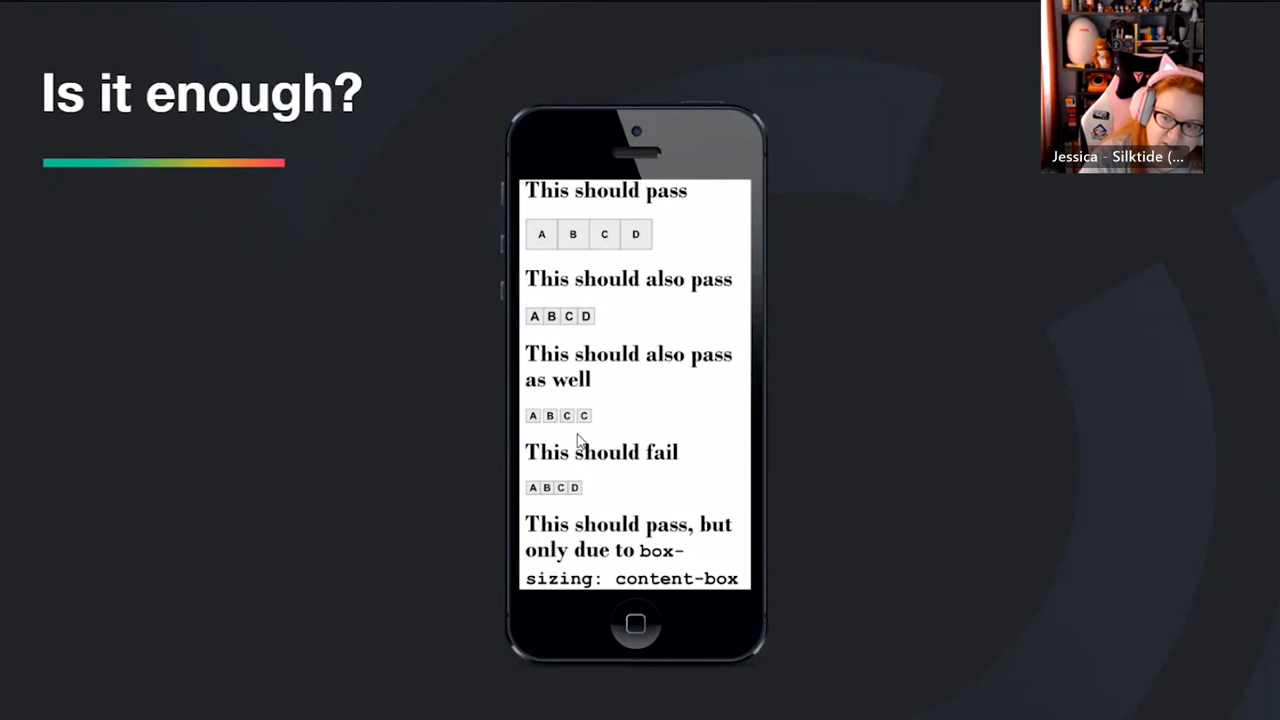 Is it enough?
Jessica - Silktide (...
This should pass
A B C D
This should also pass
A B C D
This should also pass
as well
A B C C
This should fail
A B C D
This should pass, but
only due to box-
sizing: content-box